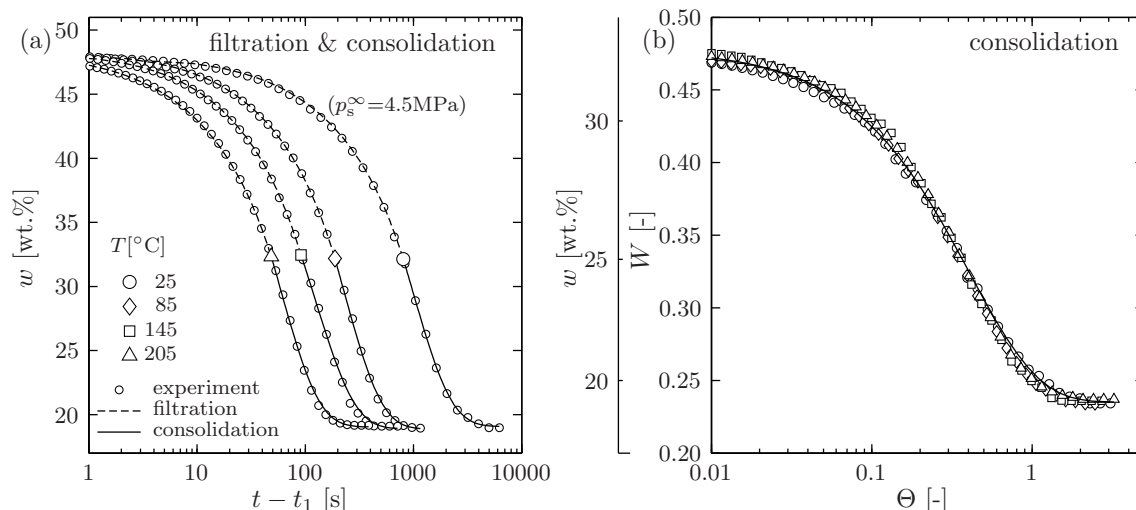 (a)
filtration & consolidation
(p_s^∞=4.5MPa)
50
45
40
35
30
25
20
w [wt.%]
T[°C]
25
85
145
205
experiment
filtration
consolidation
1
10
100
1000
10000
t − t₁ [s]
(b)
consolidation
30
25
20
w [wt.%]
0.50
0.45
0.40
0.35
0.30
0.25
0.20
W [-]
0.01
0.1
1
Θ [-]